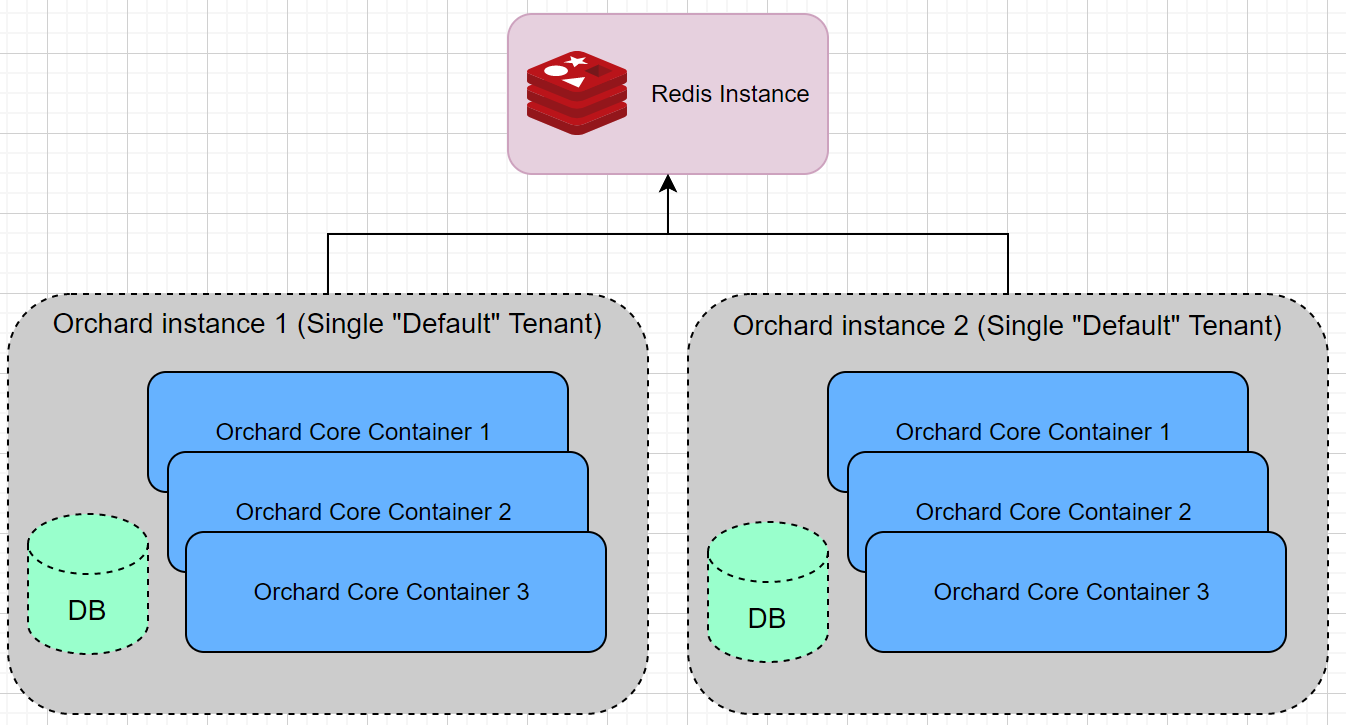 Redis Instance
Orchard instance 1 (Single "Default" Tenant)
Orchard Core Container 1
Orchard Core Container 2
Orchard Core Container 3
DB
Orchard instance 2 (Single "Default" Tenant)
Orchard Core Container 1
Orchard Core Container 2
Orchard Core Container 3
DB